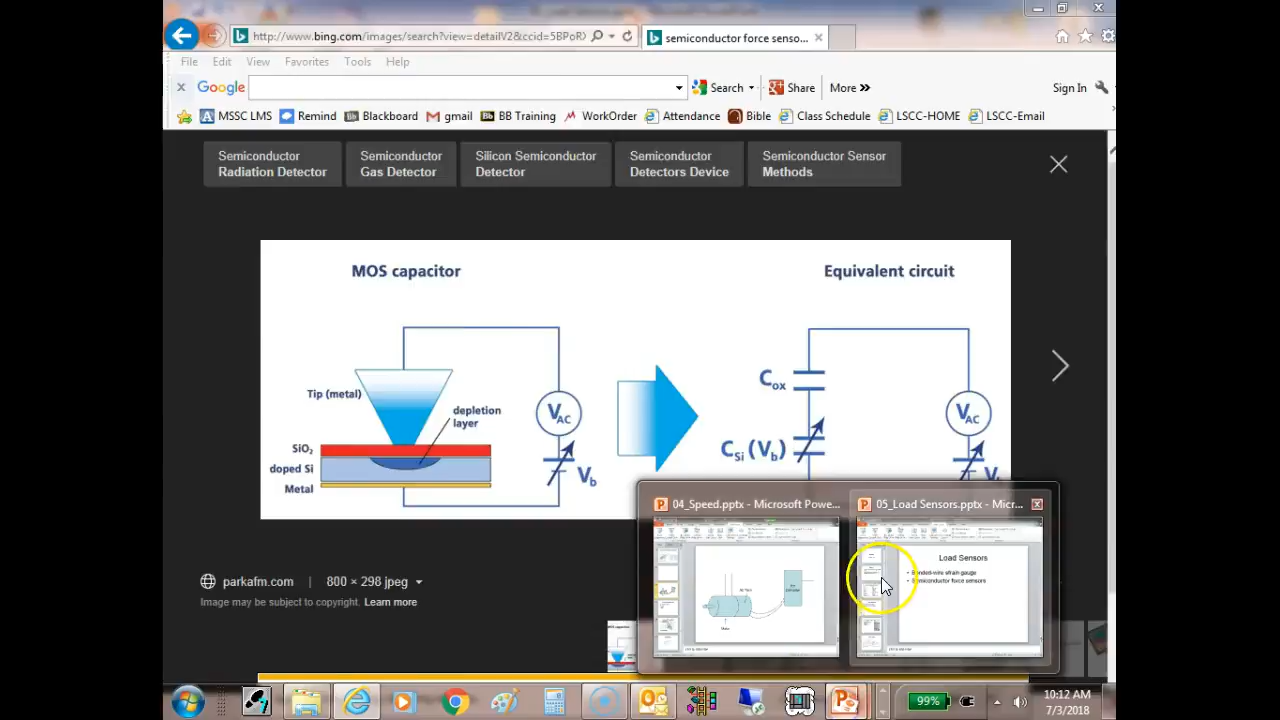 http://www.bing.com/images/search?view=detailV2&ccid=5BPoRX
semiconductor force senso...
File Edit View Favorites Tools Help
x Google Search Share More » Sign In
MSSC LMS Remind Blackboard gmail BB Training WorkOrder Attendance Bible Class Schedule LSCC-HOME LSCC-Email
Semiconductor Radiation Detector
Semiconductor Gas Detector
Silicon Semiconductor Detector
Semiconductor Detectors Device
Semiconductor Sensor Methods
MOS capacitor
Equivalent circuit
Tip (metal)
depletion
layer
SiO₂
doped Si
Metal
VAC
Vb
Cox
CSi (Vb)
VAC
V
parkafm.com | 800 × 298 jpeg
Image may be subject to copyright. Learn more
04_Speed.pptx - Microsoft Powe...
05_Load Sensors.pptx - Micr...
Load Sensors
Semiconductor force sensors
Motor
99%
10:12 AM
7/3/2018